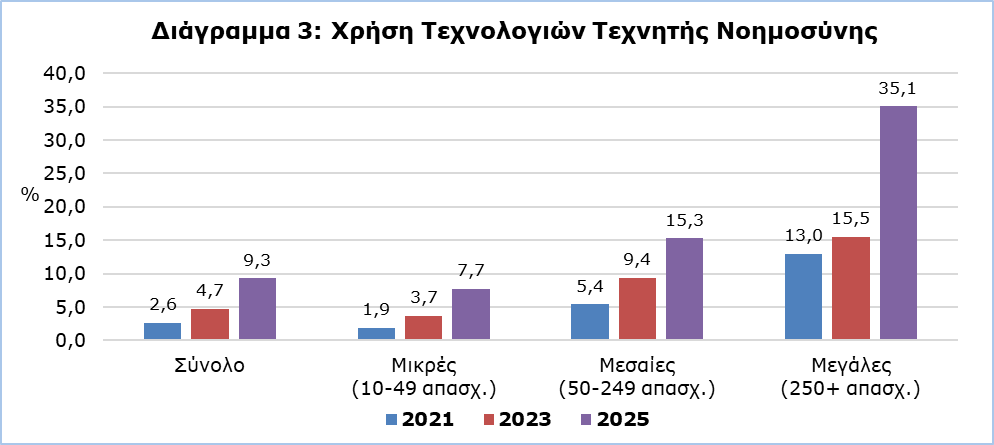 Διάγραμμα 3: Χρήση Τεχνολογιών Τεχνητής Νοημοσύνης
40,0
35,0
30,0
25,0
20,0
15,0
10,0
5,0
0,0
%
2,6 4,7 9,3
1,9 3,7 7,7
5,4 9,4 15,3
13,0 15,5 35,1
Σύνολο
Μικρές
(10-49 απασχ.)
Μεσαίες
(50-249 απασχ.)
Μεγάλες
(250+ απασχ.)
2021 2023 2025